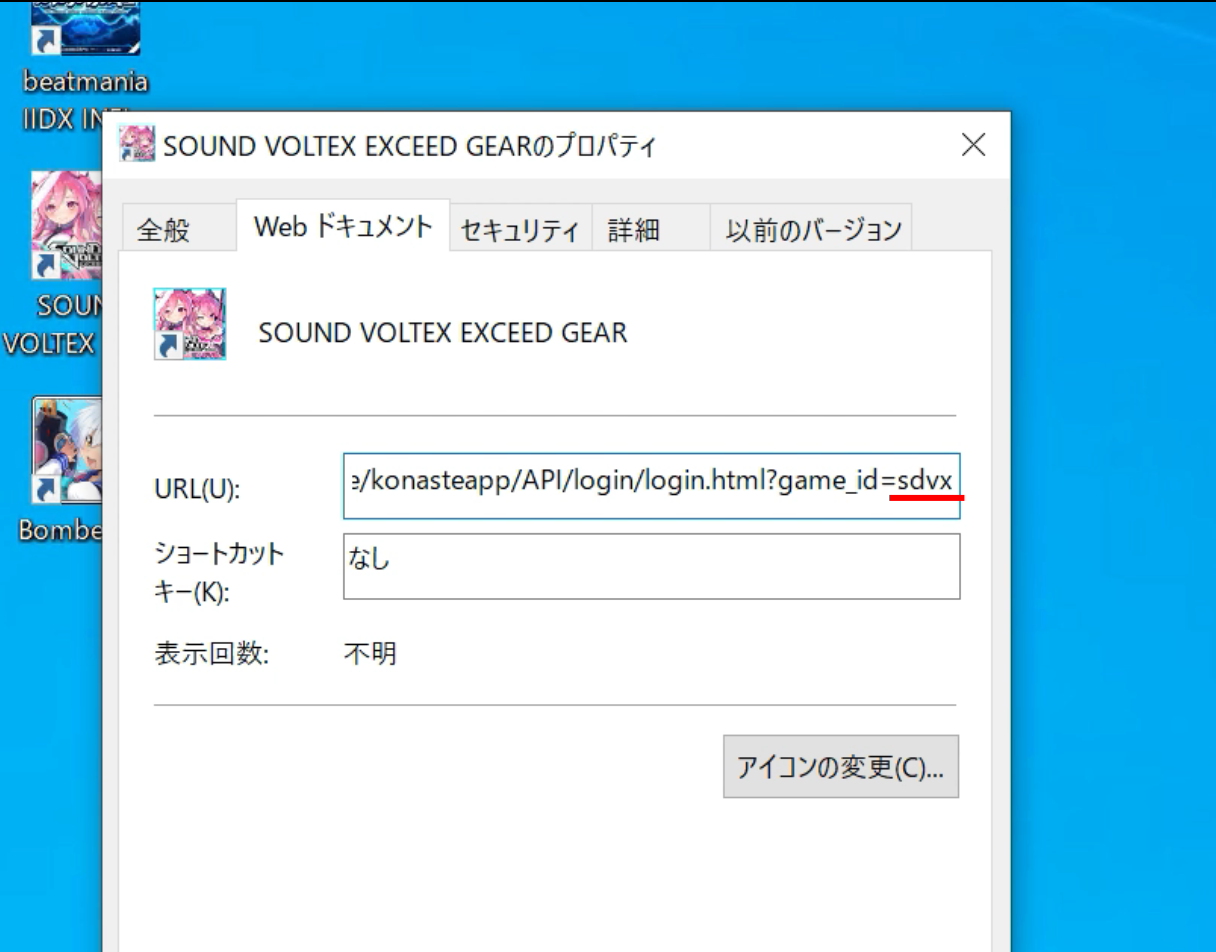 beatmania
IIDX IN
SOUND VOLTEX EXCEED GEARのプロパティ
全般
Web ドキュメント
セキュリティ
詳細
以前のバージョン
SOUN
VOLTEX
SOUND VOLTEX EXCEED GEAR
URL(U):
e/konasteapp/API/login/login.html?game_id=sdvx
Bombe
ショートカット
キー(K):
なし
表示回数:
不明
アイコンの変更(C)...